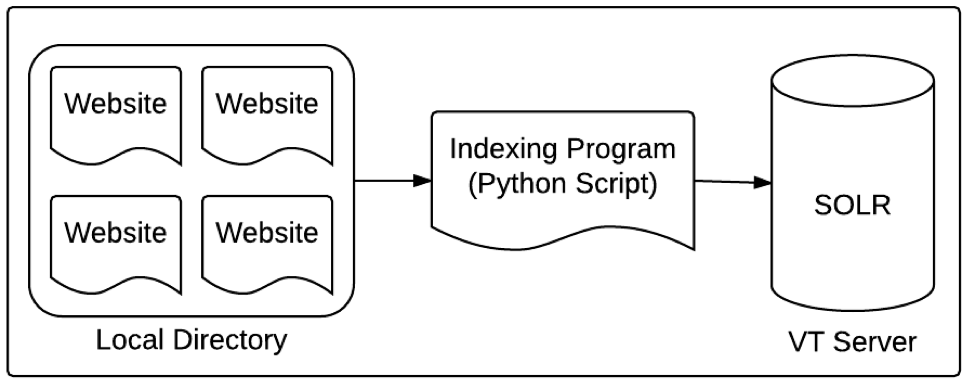 Website
Website
Website
Website
Local Directory
Indexing Program
(Python Script)
SOLR
VT Server